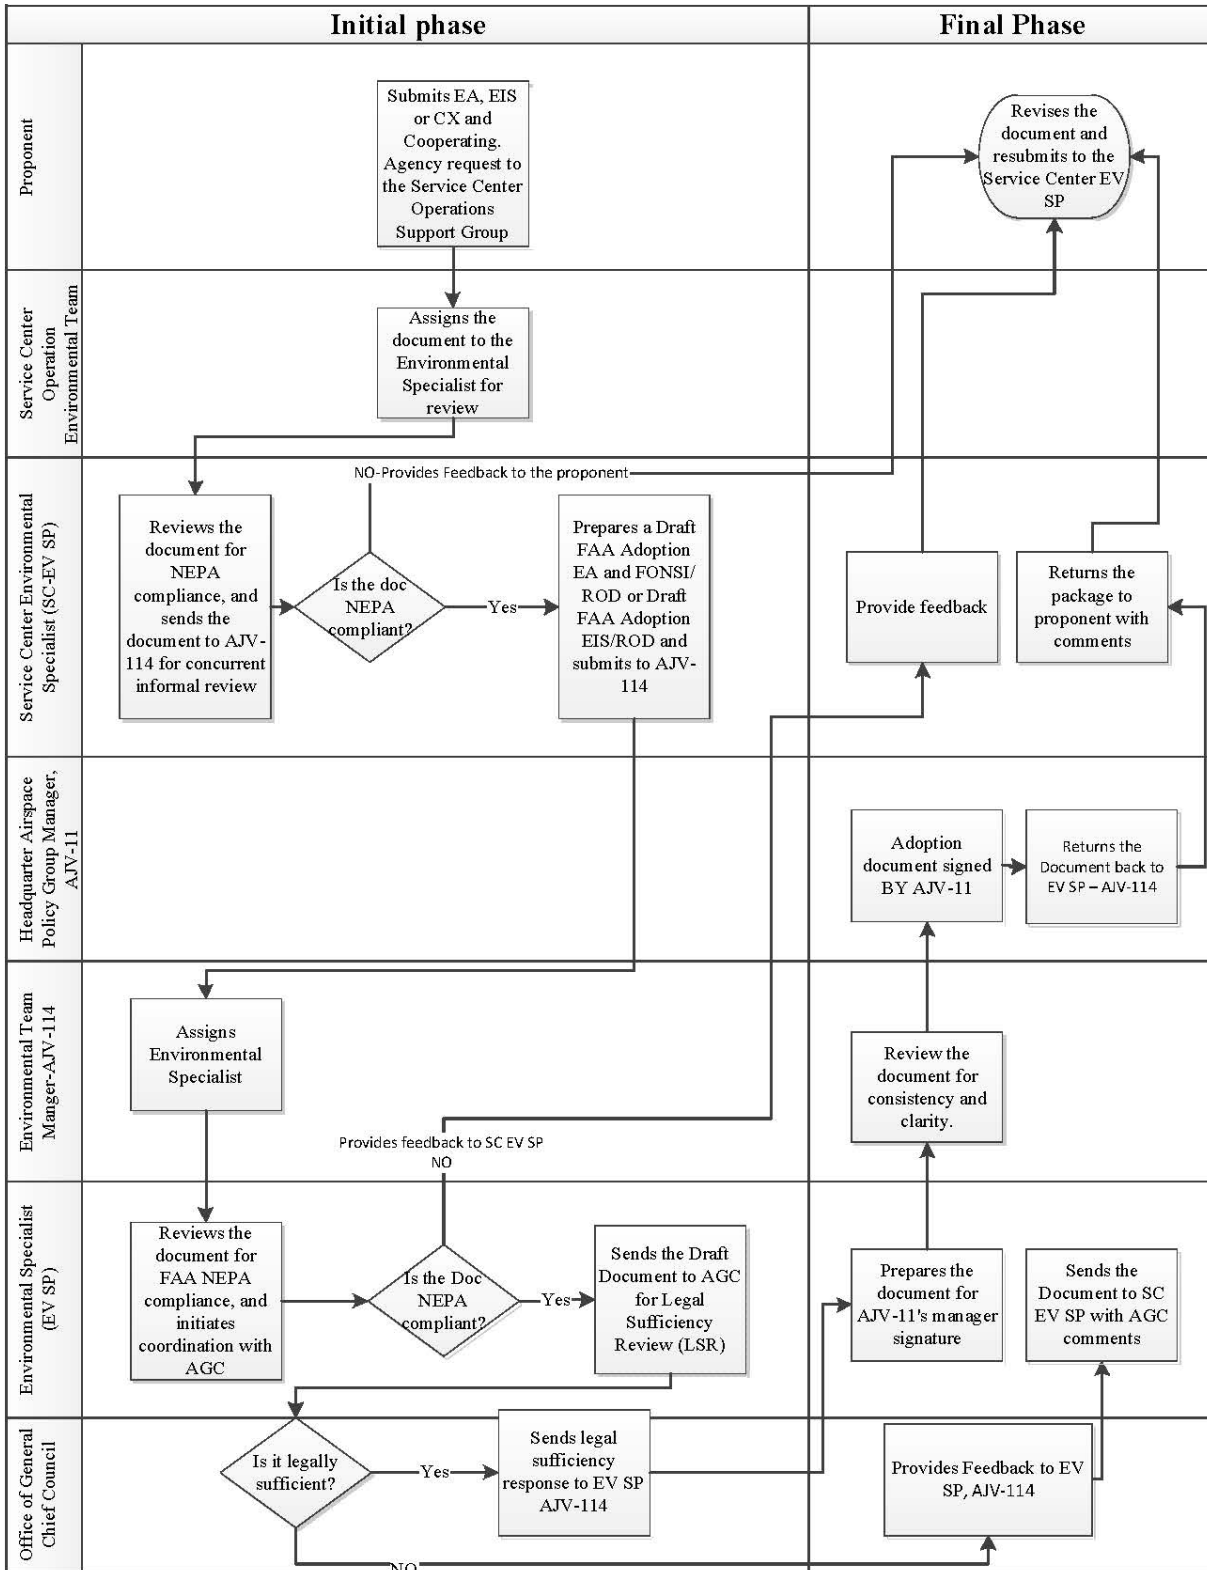 Initial phase
Final Phase
Proponent
Submits EA, EIS
or CX and
Cooperating.
Agency request to
the Service Center
Operations
Support Group
Revises the
document and
resubmits to the
Service Center EV
SP
Service Center
Operation
Environmental Team
Assigns the
document to the
Environmental
Specialist for
review
Service Center Environmental
Specialist (SC-EV SP)
NO-Provides Feedback to the proponent
Reviews the
document for
NEPA
compliance, and
sends the
document to AJV-
114 for concurrent
informal review
Is the doc
NEPA
compliant?
Yes
Prepares a Draft
FAA Adoption
EA and FONSI/
ROD or Draft
FAA Adoption
EIS/ROD and
submits to AJV-
114
Provide feedback
Returns the
package to
proponent with
comments
Headquarter Airspace
Policy Group Manager,
AJV-11
Adoption
document signed
BY AJV-11
Returns the
Document back to
EV SP – AJV-114
Environmental Team
Manger-AJV-114
Assigns
Environmental
Specialist
Provides feedback to SC EV SP
NO
Review the
document for
consistency and
clarity.
Environmental Specialist
(EV SP)
Reviews the
document for
FAA NEPA
compliance, and
initiates
coordination with
AGC
Is the Doc
NEPA
compliant?
Yes
Sends the Draft
Document to AGC
for Legal
Sufficiency
Review (LSR)
Prepares the
document for
AJV-11's manager
signature
Sends the
Document to SC
EV SP with AGC
comments
Office of General
Chief Council
Is it legally
sufficient?
Yes
Sends legal
sufficiency
response to EV SP
AJV-114
Provides Feedback to EV
SP, AJV-114
NO